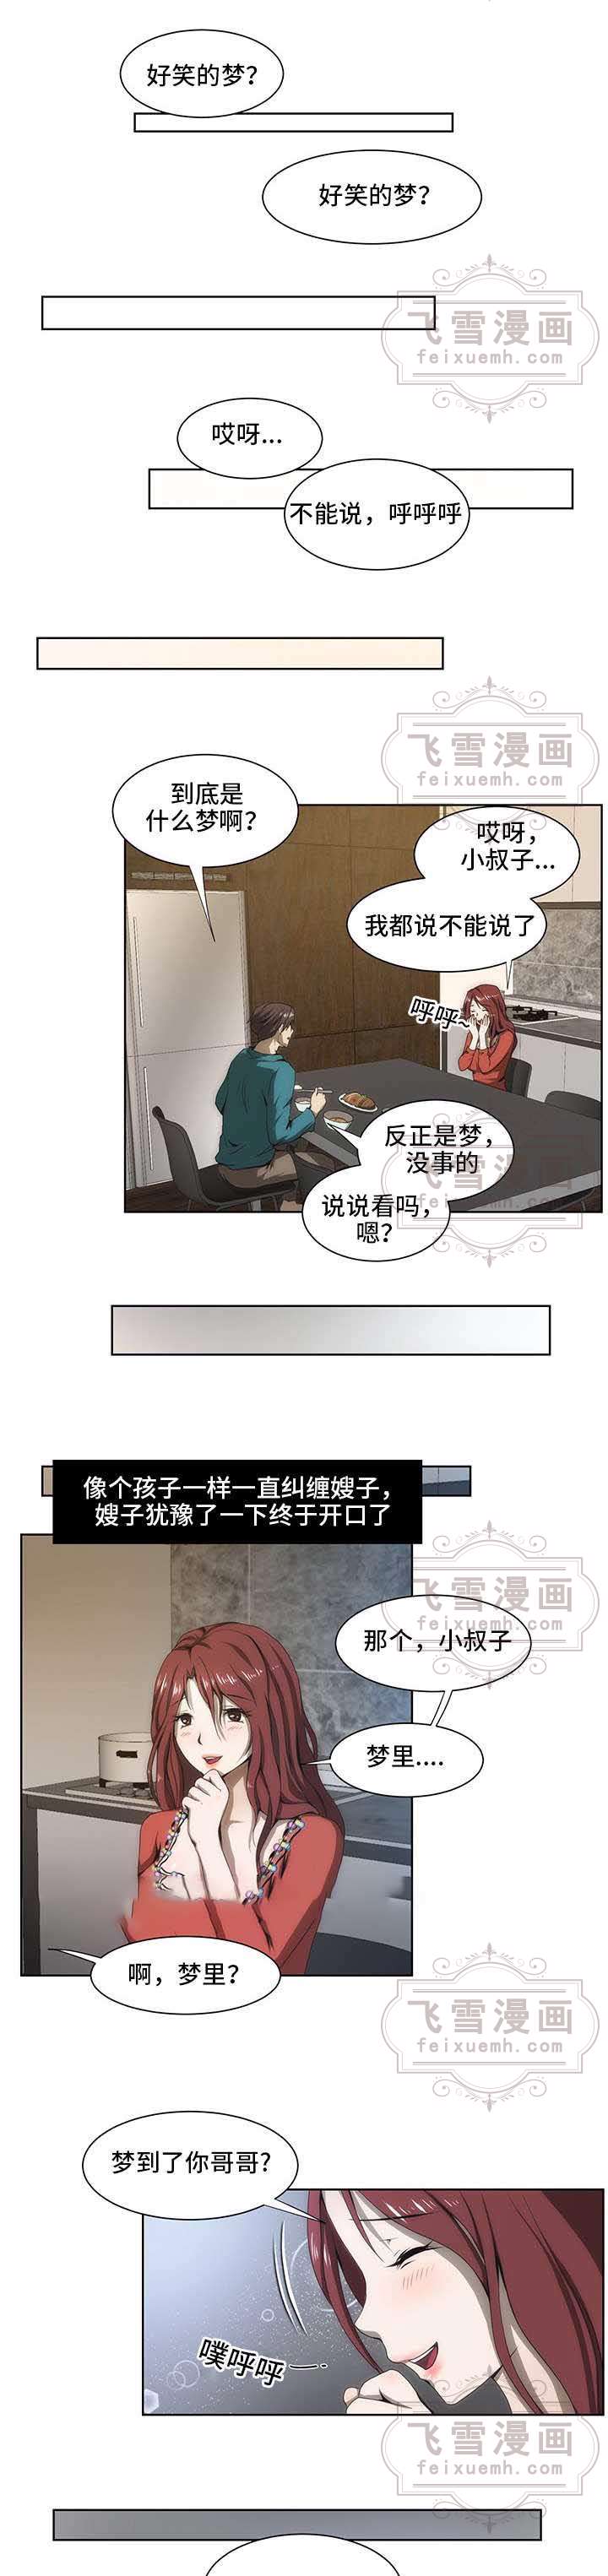 好笑的梦？
好笑的梦？
飞雪漫画
feixuemh.com
哎呀...
不能说，呼呼呼
飞雪漫画
feixuemh.com
到底是
什么梦啊？
哎呀，
小叔子...
我都说不能说了
呼呼~
反正是梦，
没事的
说说看吗，
嗯？
飞雪漫画
feixuemh.com
像个孩子一样一直纠缠嫂子，
嫂子犹豫了一下终于开口了
飞雪漫画
feixuemh.com
那个，小叔子
梦里....
啊，梦里？
飞雪漫画
feixuemh.com
梦到了你哥哥?
噗呼呼
飞雪漫画
feixuemh.com